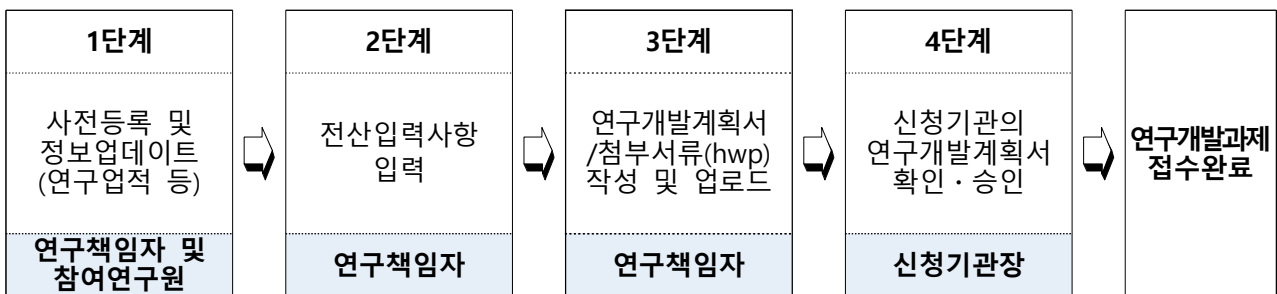 1단계
사전등록 및
정보업데이트
(연구업적 등)
연구책임자 및
참여연구원
2단계
전산입력사항
입력
연구책임자
3단계
연구개발계획서
/첨부서류(hwp)
작성 및 업로드
연구책임자
4단계
신청기관의
연구개발계획서
확인・승인
신청기관장
연구개발과제
접수완료